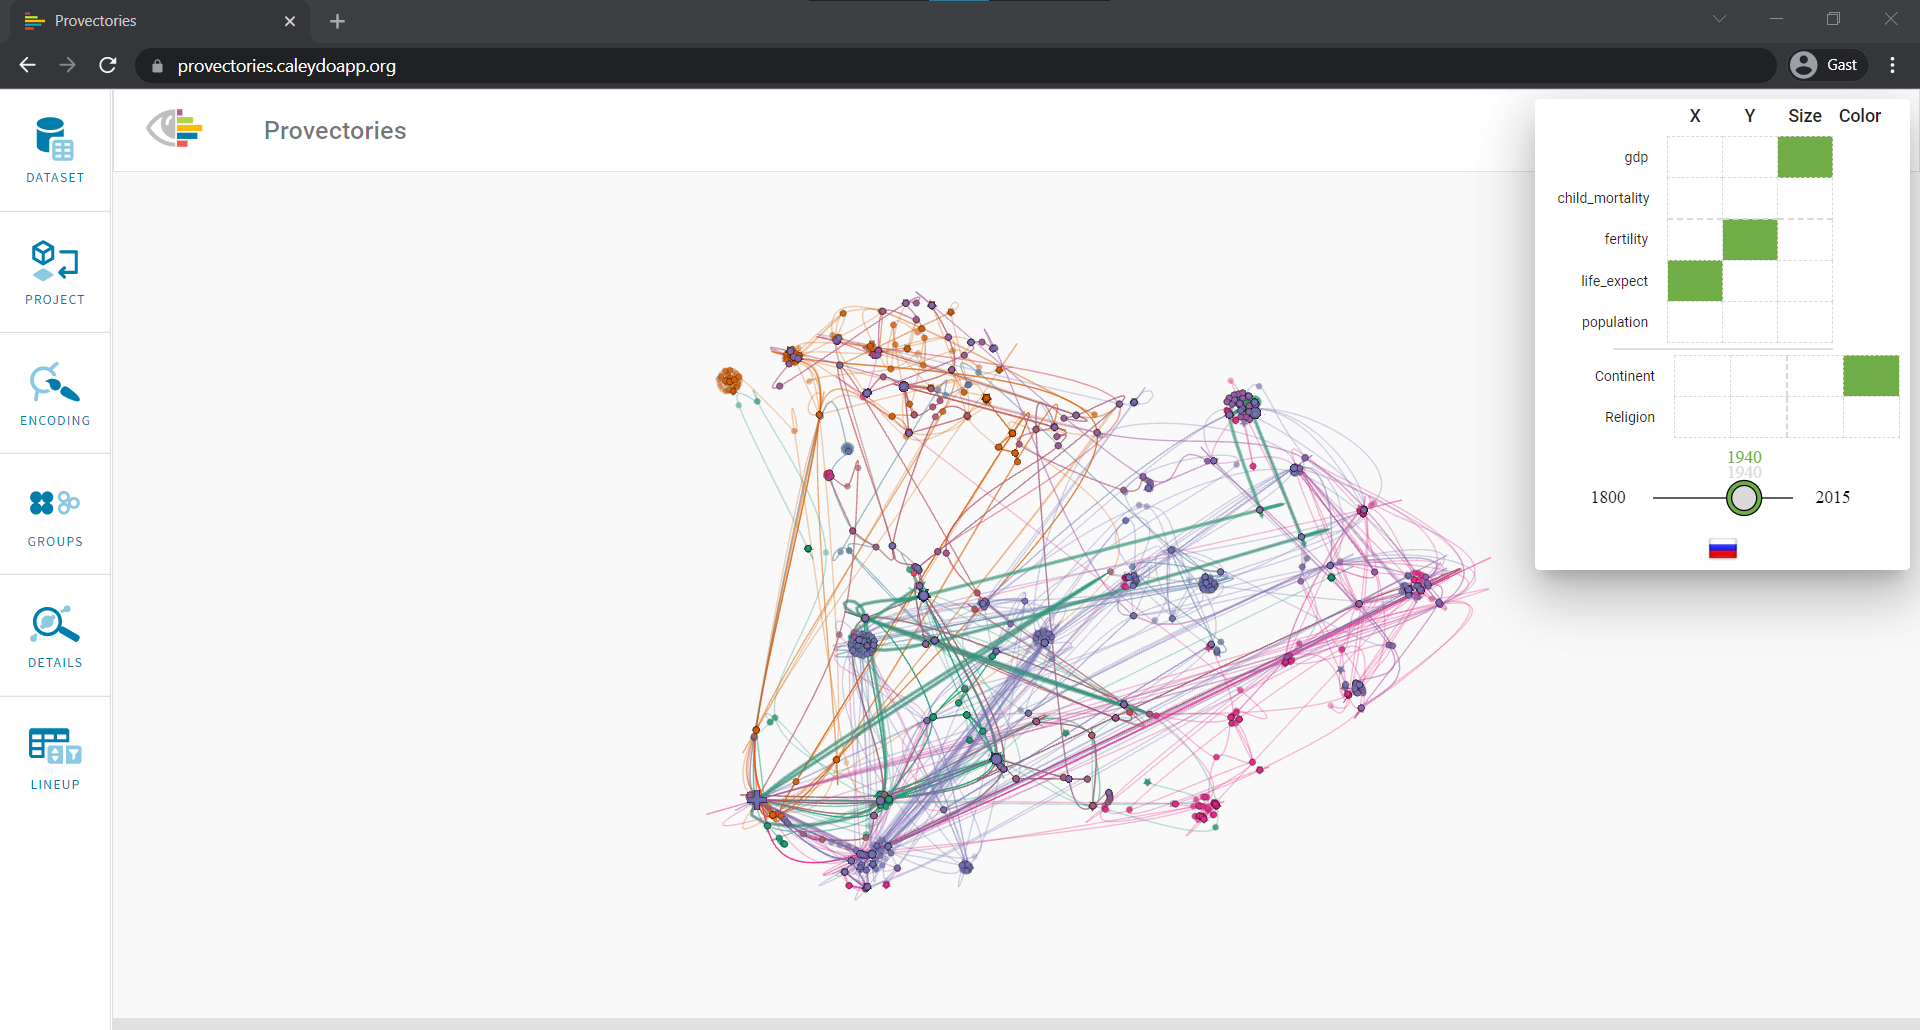 Provectories
provectories.caleydoapp.org
Gast
DATASET
PROJECT
ENCODING
GROUPS
DETAILS
LINEUP
Provectories
X Y Size Color
gdp
child_mortality
fertility
life_expect
population
Continent
Religion
1940
1940
1800 2015